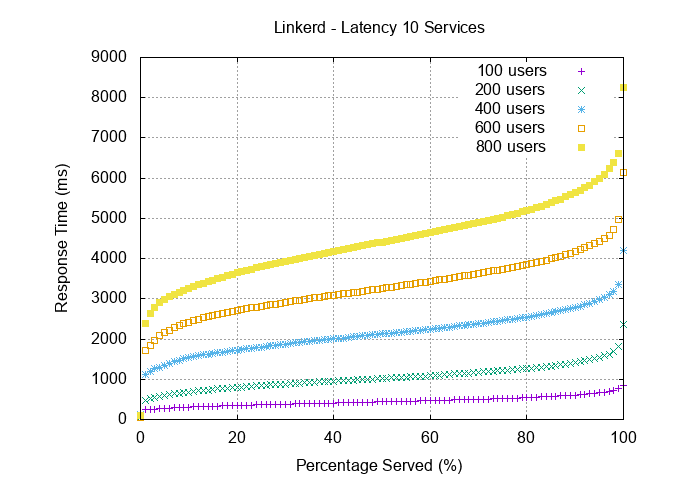 Linkerd - Latency 10 Services
9000
8000
7000
6000
5000
4000
3000
2000
1000
0
0 20 40 60 80 100
Response Time (ms)
Percentage Served (%)
100 users
200 users
400 users
600 users
800 users